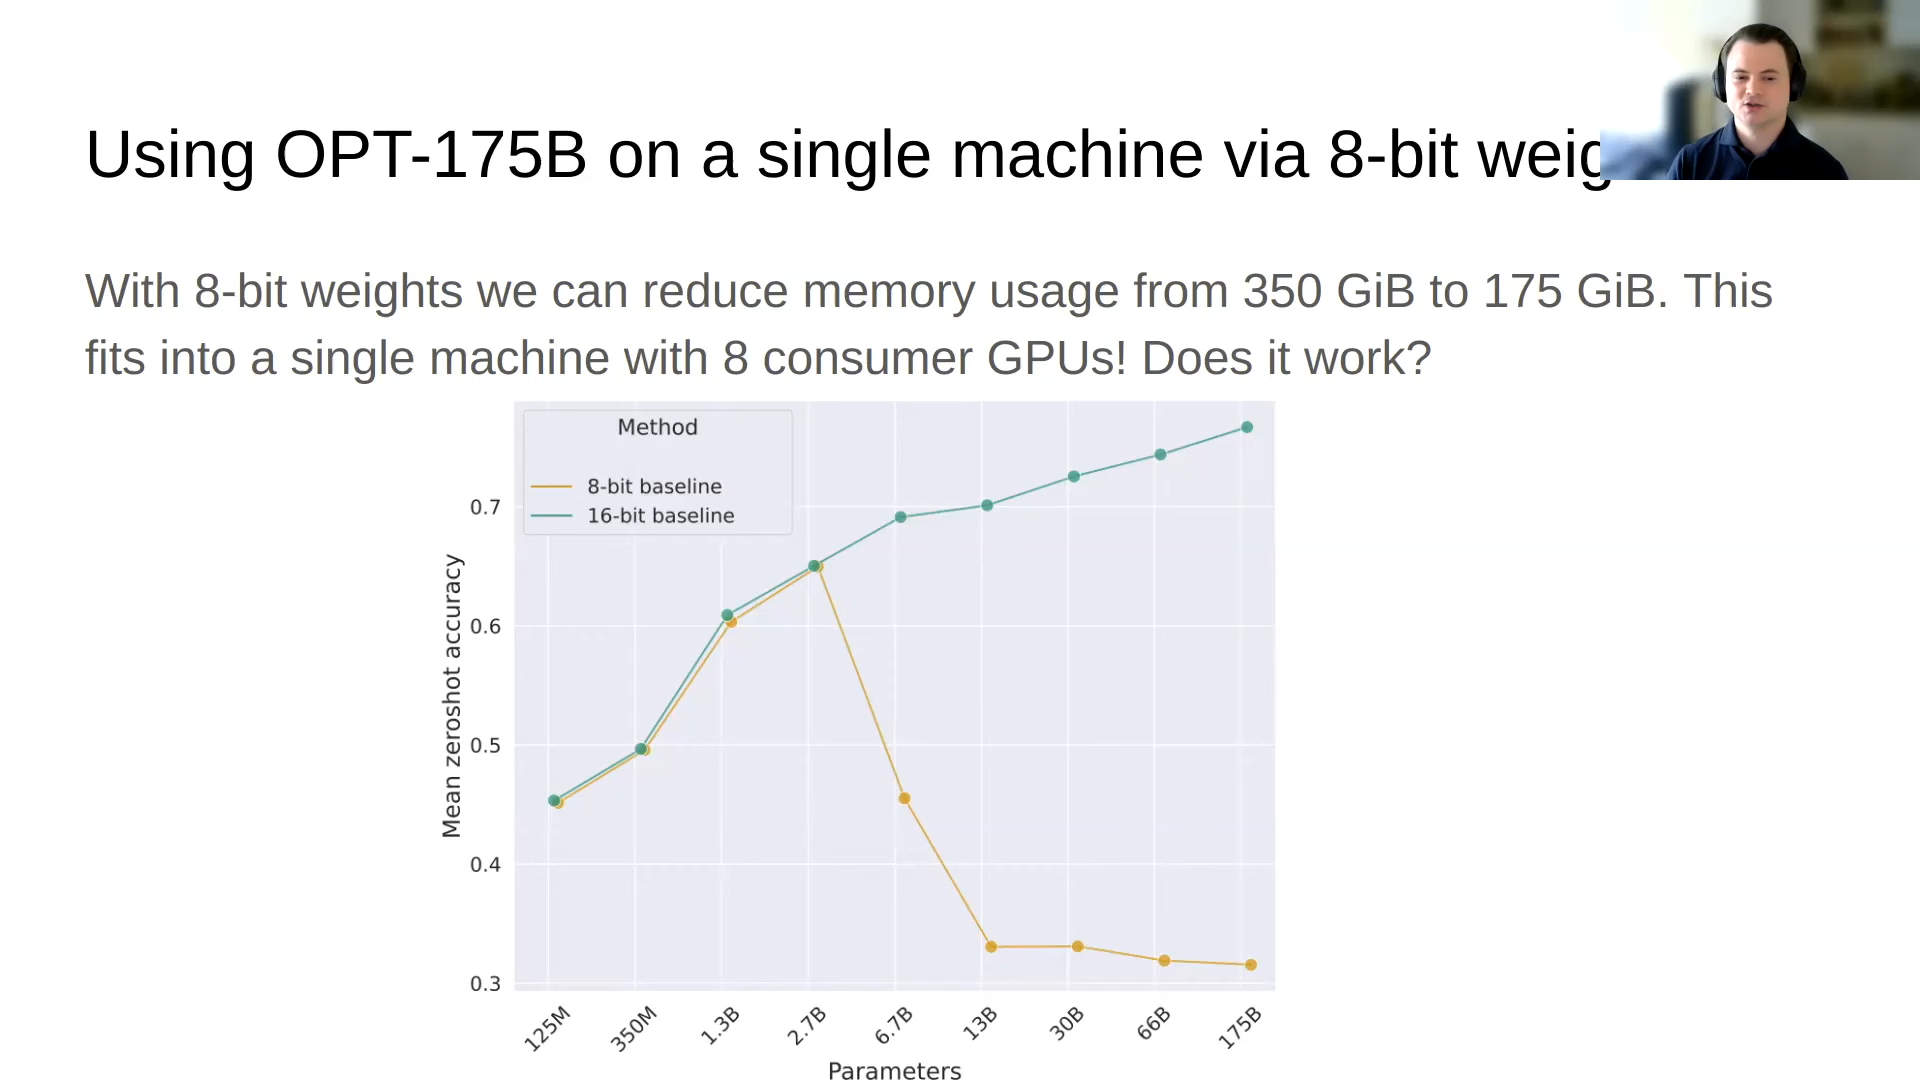 Using OPT-175B on a single machine via 8-bit weig
With 8-bit weights we can reduce memory usage from 350 GiB to 175 GiB. This
fits into a single machine with 8 consumer GPUs! Does it work?
Method
8-bit baseline
16-bit baseline
Mean zeroshot accuracy
0.7
0.6
0.5
0.4
0.3
125M
350M
1.3B
2.7B
6.7B
13B
30B
66B
175B
Parameters